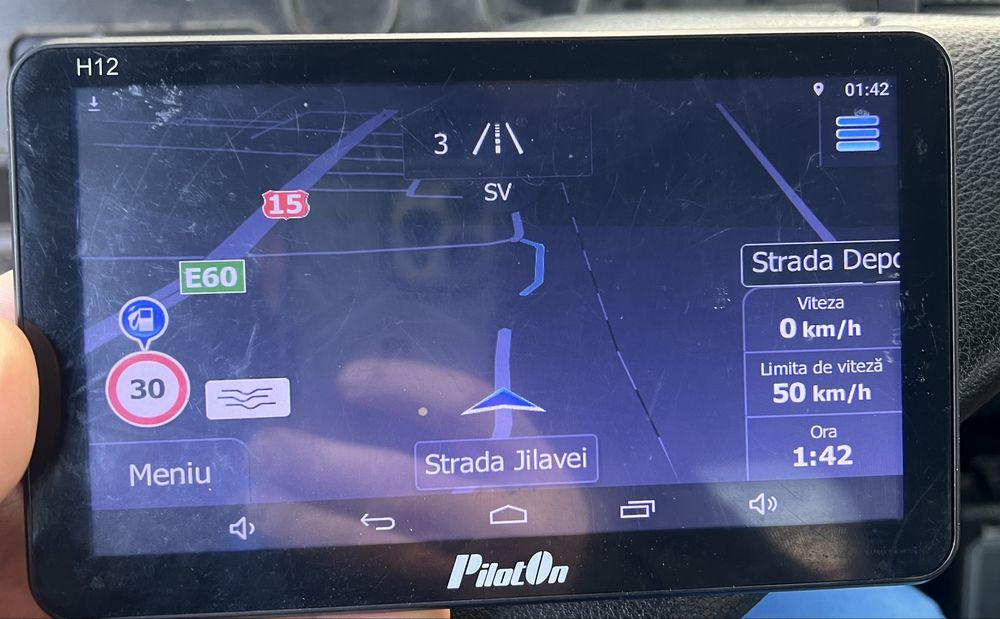 H12
01:42
3
SV
15
E60
Strada Depo
Viteza
0 km/h
30
Limita de viteză
50 km/h
Ora
1:42
Strada Jilavei
Meniu
PilotOn